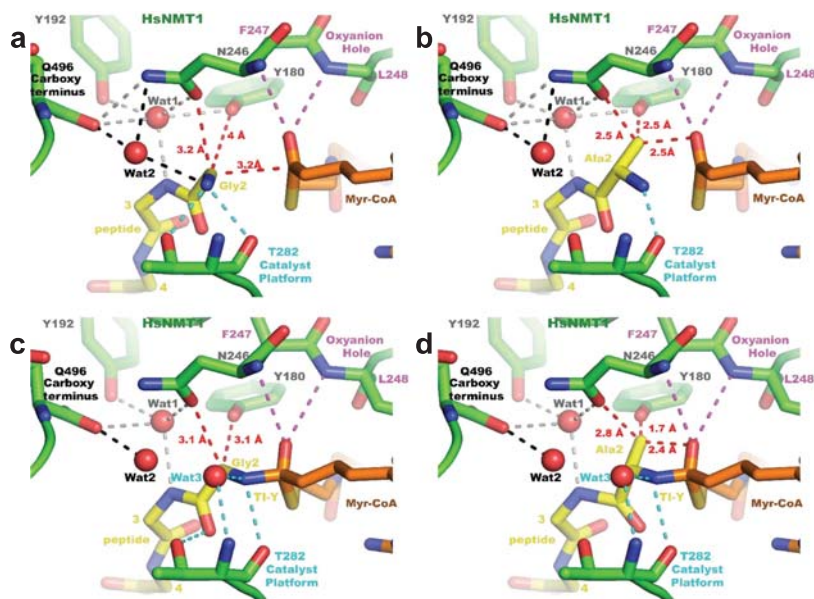 a
Y192
HsNMT1
F247
Oxyanion
Hole
N246
Q496
Carboxy
terminus
Y180
L248
Wat1
3.2 Å
4 Å
3.2Å
Wat2
Gly2
Myr-CoA
3
peptide
4
T282
Catalyst
Platform
b
Y192
HsNMT1
F247
Oxyanion
Hole
N246
Q496
Carboxy
terminus
Y180
L248
Wat1
2.5 Å
2.5 Å
2.5Å
Wat2
Ala2
Myr-CoA
3
peptide
4
T282
Catalyst
Platform
c
Y192
HsNMT1
F247
Oxyanion
Hole
N246
Q496
Carboxy
terminus
Y180
L248
Wat1
3.1 Å
3.1 Å
Wat2
Gly2
Wat3
TI-Y
Myr-CoA
3
peptide
4
T282
Catalyst
Platform
d
Y192
HsNMT1
F247
Oxyanion
Hole
N246
Q496
Carboxy
terminus
Y180
L248
Wat1
2.8 Å
1.7 Å
2.4 Å
Wat2
Ala2
Wat3
TI-Y
Myr-CoA
3
peptide
4
T282
Catalyst
Platform